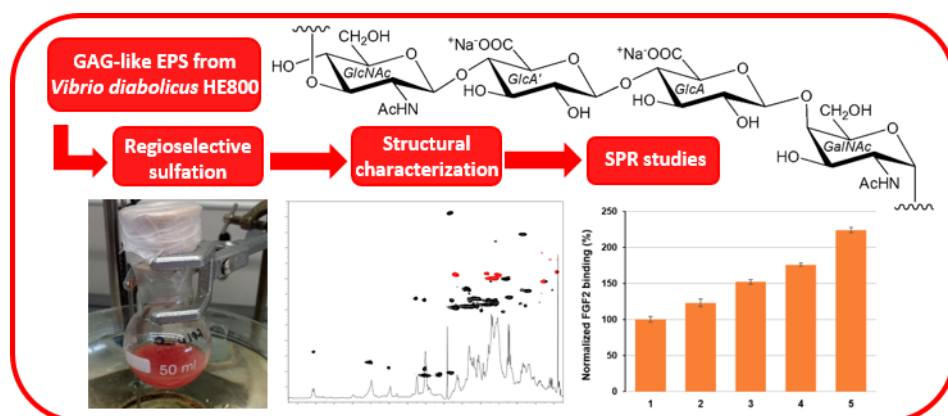 GAG-like EPS from
Vibrio diabolicus HE800
Regioselective
sulfation
Structural
characterization
SPR studies
CH₂OH
HO
O
O
GlcNAc
AcHN
O
⁺Na⁻OOC
O
GlcA'
HO
OH
O
⁺Na⁻OOC
O
GlcA
HO
OH
O
CH₂OH
O
GalNAc
HO
AcHN
O
50 ml
Normalized FGF2 binding (%)
250
200
150
100
50
0
1 2 3 4 5